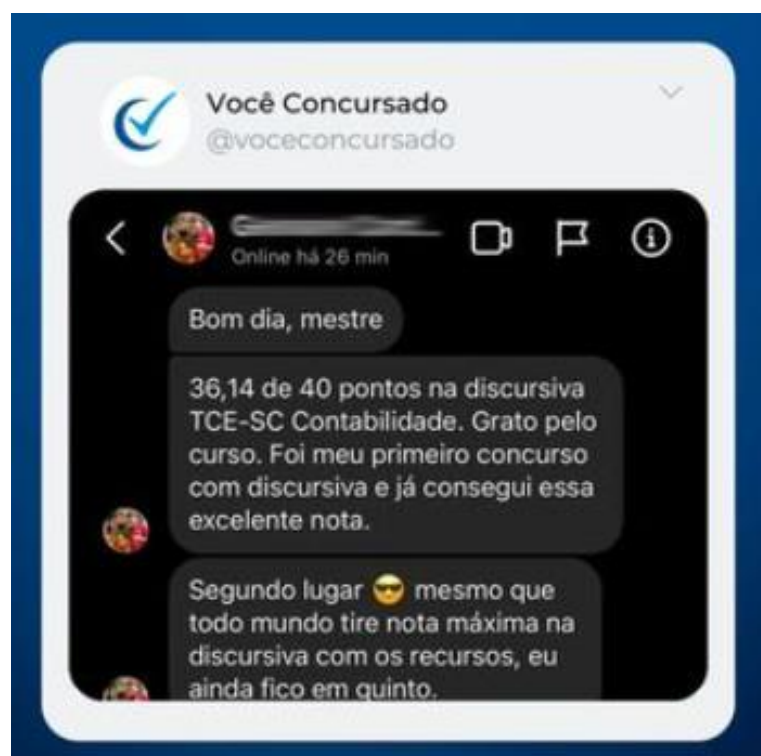 Você Concursado
@voceconcursado
Online há 26 min
Bom dia, mestre
36,14 de 40 pontos na discursiva
TCE-SC Contabilidade. Grato pelo
curso. Foi meu primeiro concurso
com discursiva e já consegui essa
excelente nota.
Segundo lugar 😎 mesmo que
todo mundo tire nota máxima na
discursiva com os recursos, eu
ainda fico em quinto.